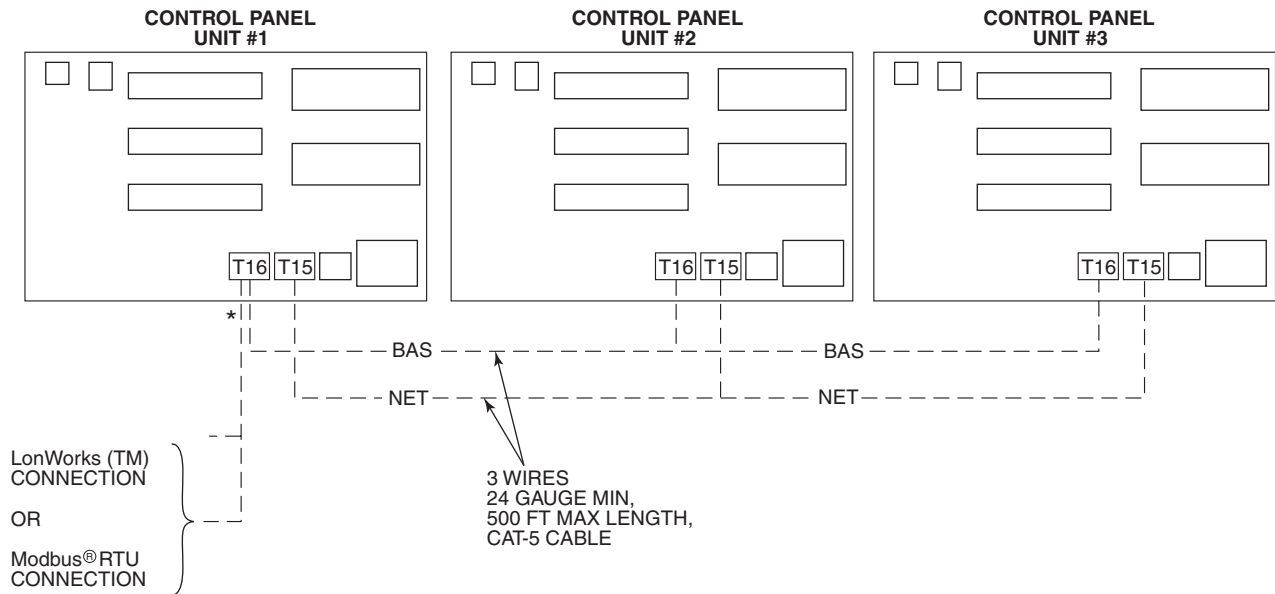 CONTROL PANEL
UNIT #1
CONTROL PANEL
UNIT #2
CONTROL PANEL
UNIT #3
T16 T15
T16 T15
T16 T15
*
BAS
BAS
NET
NET
LonWorks (TM)
CONNECTION
OR
Modbus® RTU
CONNECTION
3 WIRES
24 GAUGE MIN,
500 FT MAX LENGTH,
CAT-5 CABLE